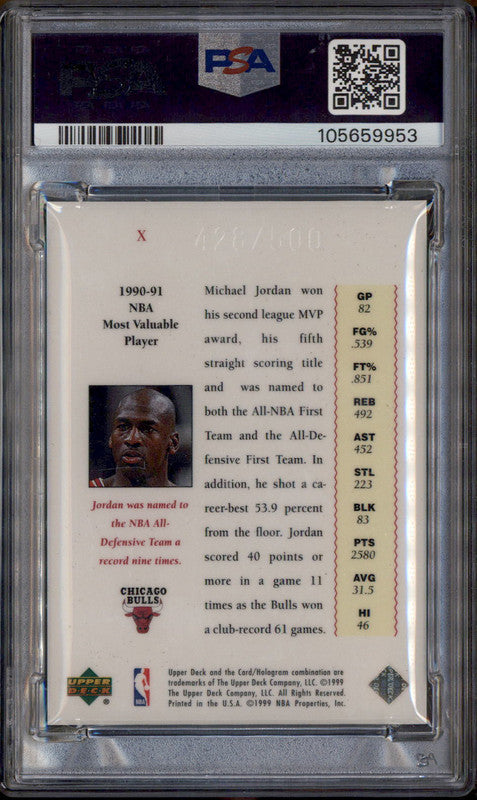 PSA
PSA
105659953
X
428/500
1990-91
NBA
Most Valuable
Player
Michael Jordan won
his second league MVP
award, his fifth
straight scoring title
and was named to
both the All-NBA First
Team and the All-De-
fensive First Team. In
addition, he shot a ca-
reer-best 53.9 percent
from the floor. Jordan
scored 40 points or
more in a game 11
times as the Bulls won
a club-record 61 games.
Jordan was named to
the NBA All-
Defensive Team a
record nine times.
CHICAGO
BULLS
GP
82
FG%
.539
FT%
.851
REB
492
AST
452
STL
223
BLK
83
PTS
2580
AVG
31.5
HI
46
UPPER
DECK
®
NBA
Upper Deck and the Card/Hologram combination are
trademarks of The Upper Deck Company, LLC. ©1999
The Upper Deck Company, LLC. All Rights Reserved.
Printed in the U.S.A. ©1999 NBA Properties, Inc.